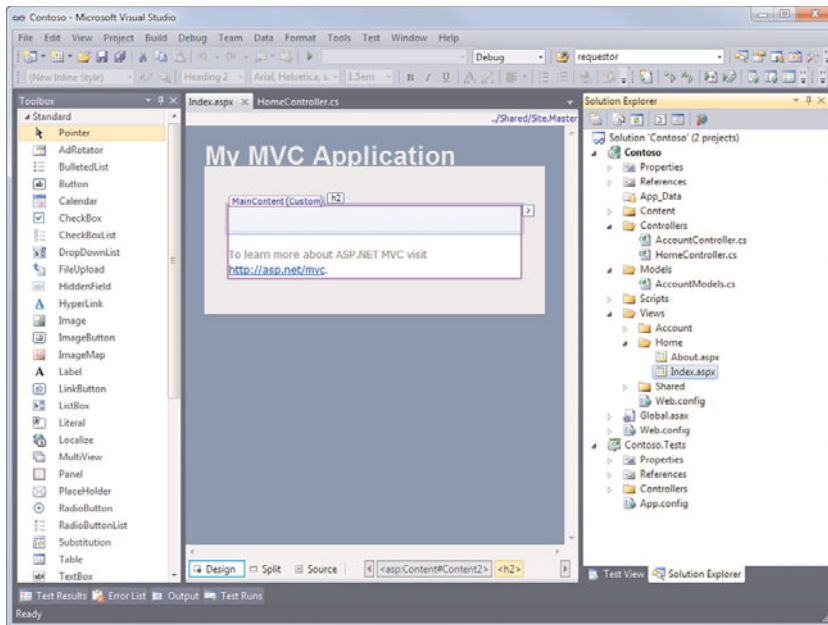 Contoso - Microsoft Visual Studio
File Edit View Project Build Debug Team Data Format Tools Test Window Help
Debug requestor
(New Inline Style) Heading 2 Arial, Helvetica, s 1.5em B I U A
Toolbox
Standard
Pointer
AdRotator
BulletedList
Button
Calendar
CheckBox
CheckBoxList
DropDownList
FileUpload
HiddenField
HyperLink
Image
ImageButton
ImageMap
Label
LinkButton
ListBox
Literal
Localize
MultiView
Panel
PlaceHolder
RadioButton
RadioButtonList
Substitution
Table
TextBox
Index.aspx HomeController.cs
../Shared/Site.Master
My MVC Application
MainContent (Custom) h2
To learn more about ASP.NET MVC visit
http://asp.net/mvc.
Design Split Source <asp:Content#Content2> <h2>
Solution Explorer
Solution 'Contoso' (2 projects)
Contoso
Properties
References
App_Data
Content
Controllers
AccountController.cs
HomeController.cs
Models
AccountModels.cs
Scripts
Views
Account
Home
About.aspx
Index.aspx
Shared
Web.config
Global.asax
Web.config
Contoso.Tests
Properties
References
Controllers
App.config
Test View Solution Explorer
Test Results Error List Output Test Runs
Ready